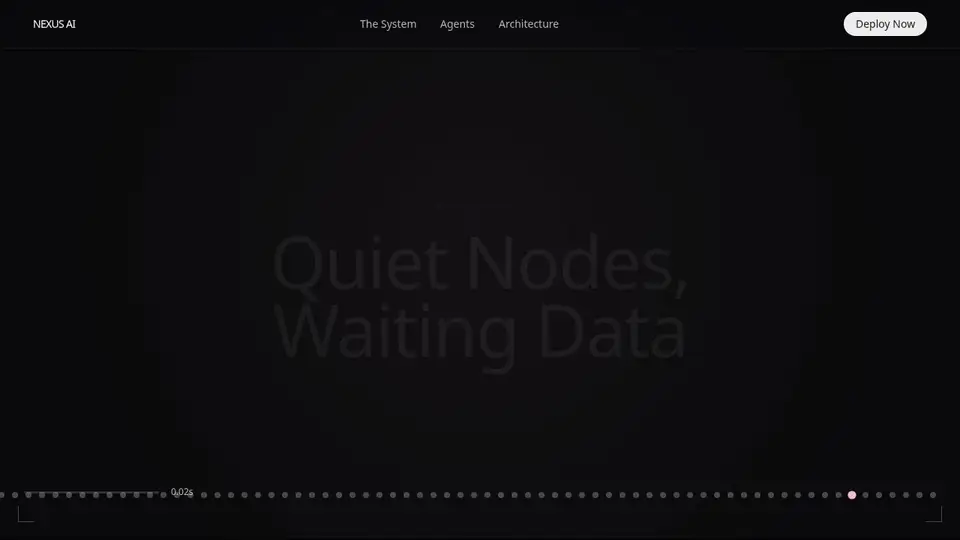 NEXUS AI
The System
Agents
Architecture
Deploy Now
Quiet Nodes,
Waiting Data
0.02s